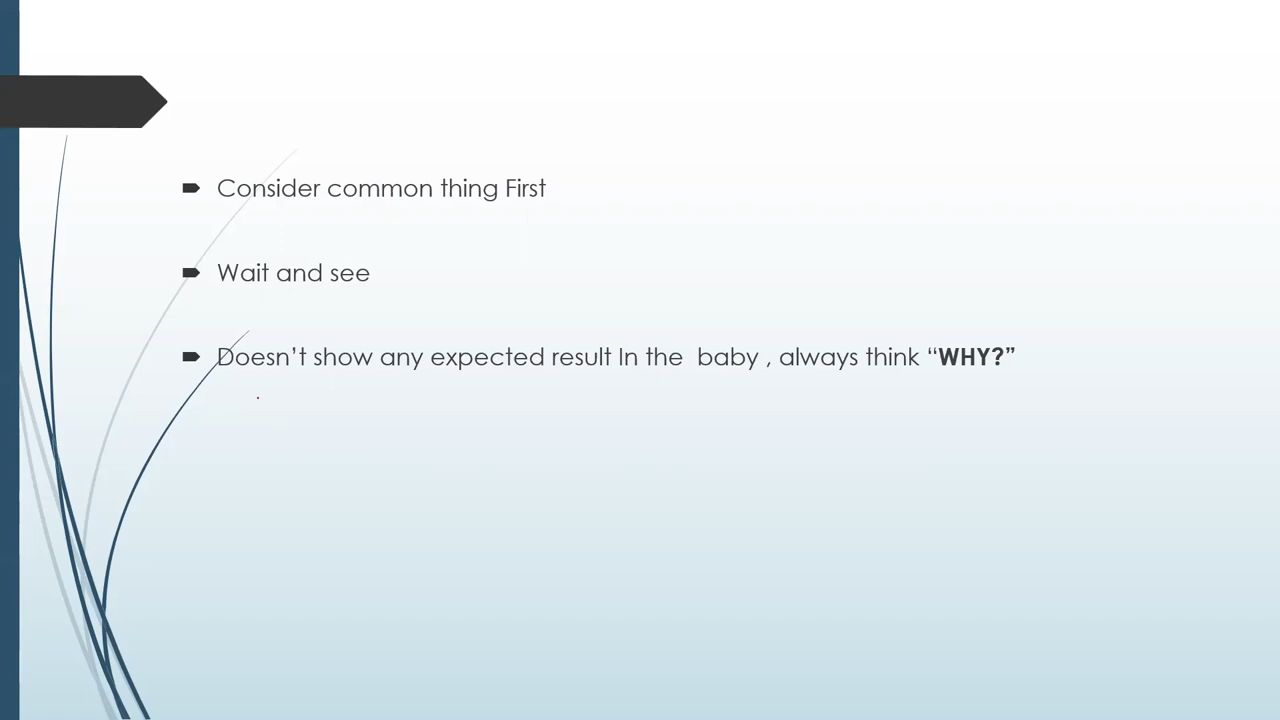 Consider common thing First
Wait and see
Doesn’t show any expected result In the  baby , always think “WHY?”